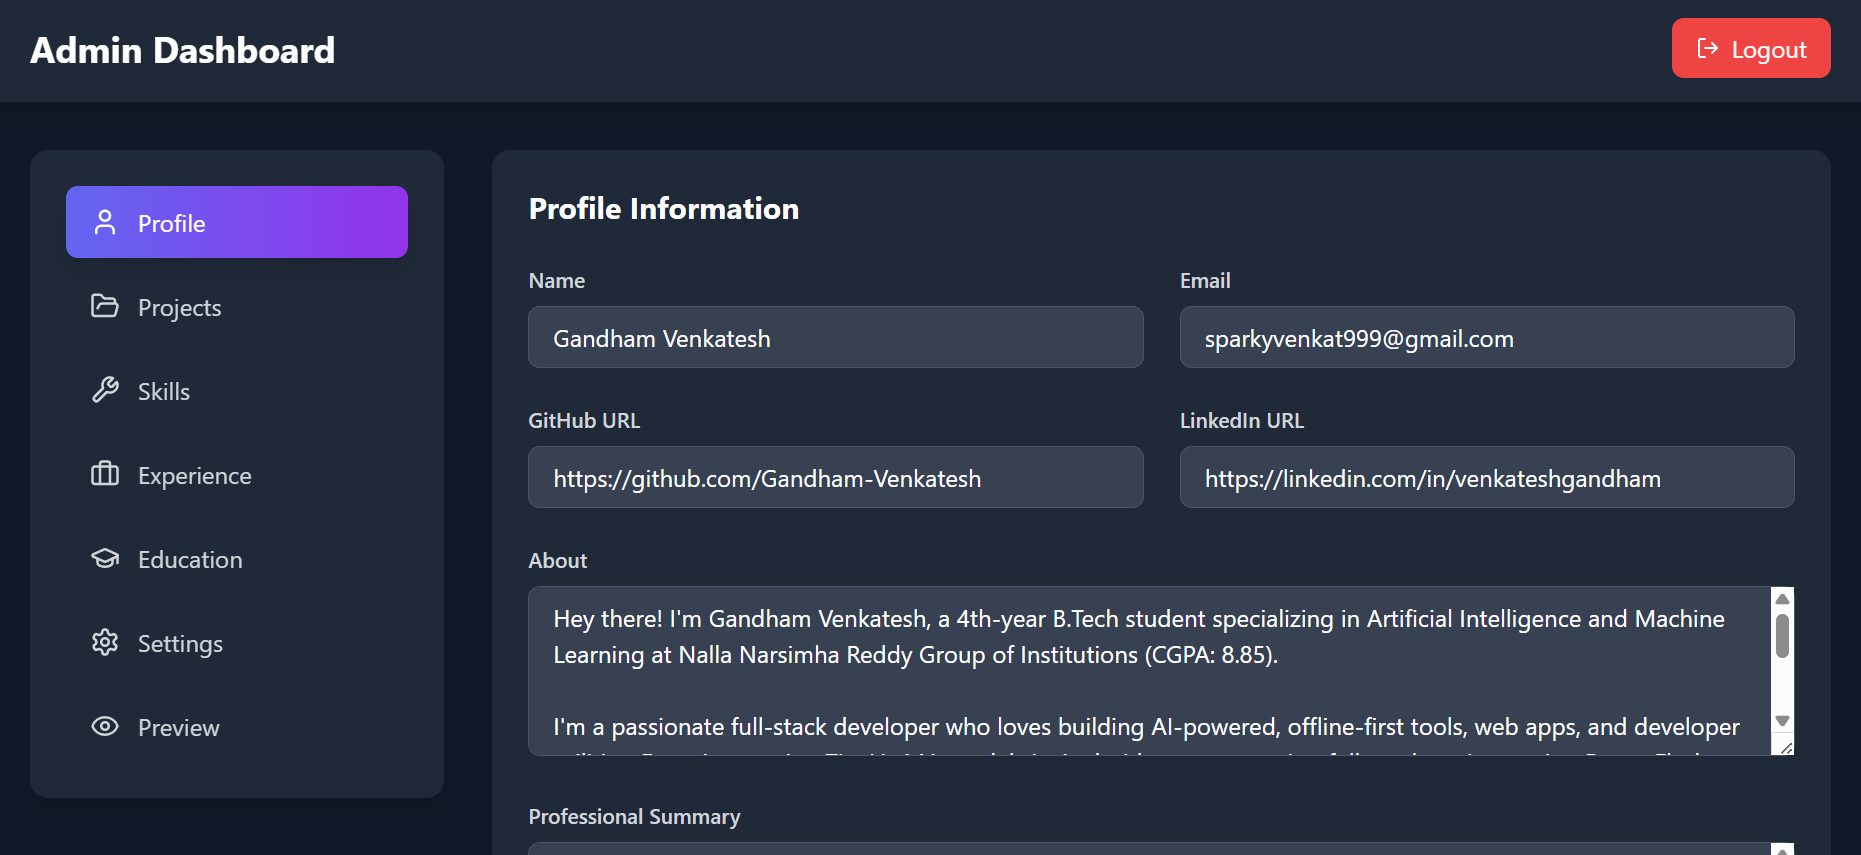 Admin Dashboard
Logout
Profile
Projects
Skills
Experience
Education
Settings
Preview
Profile Information
Name
Email
Gandham Venkatesh
sparkyvenkat999@gmail.com
GitHub URL
LinkedIn URL
https://github.com/Gandham-Venkatesh
https://linkedin.com/in/venkateshgandham
About
Hey there! I'm Gandham Venkatesh, a 4th-year B.Tech student specializing in Artificial Intelligence and Machine
Learning at Nalla Narsimha Reddy Group of Institutions (CGPA: 8.85).
I'm a passionate full-stack developer who loves building AI-powered, offline-first tools, web apps, and developer
Professional Summary